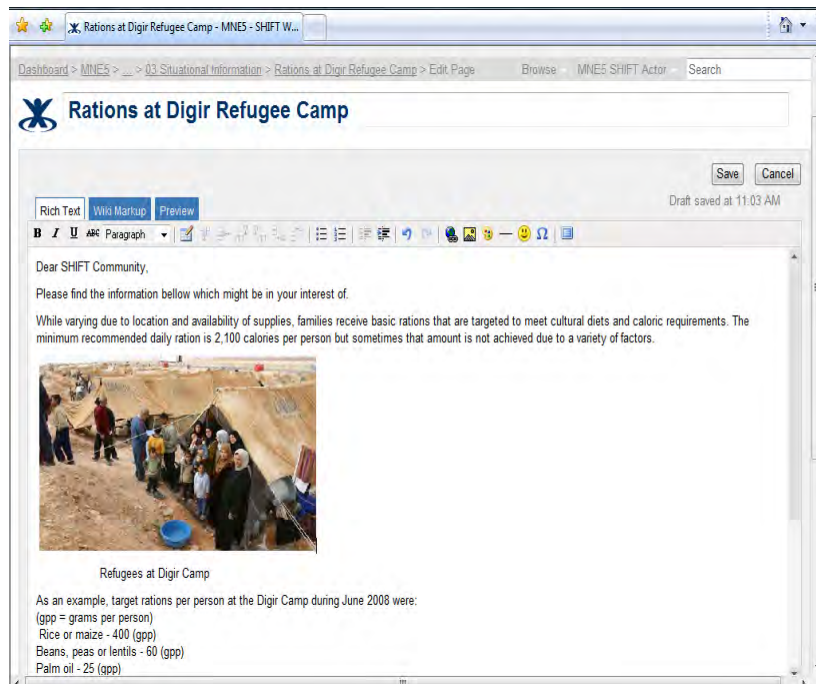 Rations at Digir Refugee Camp - MNE5 - SHIFT W...
Dashboard > MNE5 > ... > 03 Situational Information > Rations at Digir Refugee Camp > Edit Page Browse MNE5 SHIFT Actor Search
Rations at Digir Refugee Camp
Save Cancel
Draft saved at 11:03 AM
Rich Text Wiki Markup Preview
B I U ABC Paragraph
Dear SHIFT Community,
Please find the information bellow which might be in your interest of.
While varying due to location and availability of supplies, families receive basic rations that are targeted to meet cultural diets and caloric requirements. The
minimum recommended daily ration is 2,100 calories per person but sometimes that amount is not achieved due to a variety of factors.
Refugees at Digir Camp
As an example, target rations per person at the Digir Camp during June 2008 were:
(gpp = grams per person)
Rice or maize - 400 (gpp)
Beans, peas or lentils - 60 (gpp)
Palm oil - 25 (gpp)